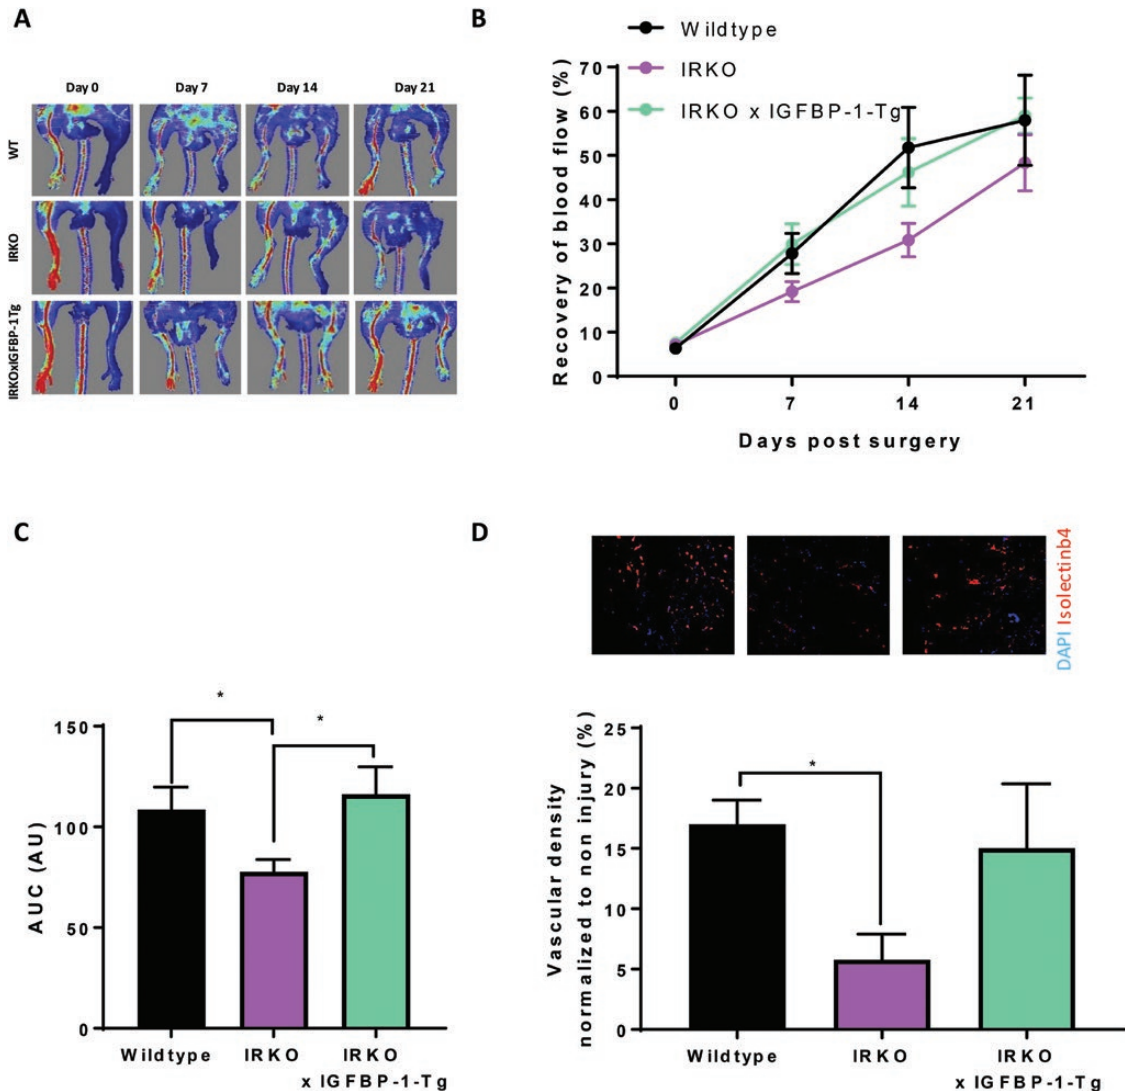 A
Day 0 Day 7 Day 14 Day 21
WT
IRKO
IRKOxIGFBP-1Tg
B
Wildtype
IRKO
IRKO x IGFBP-1-Tg
Recovery of blood flow (%)
70
60
50
40
30
20
10
0
0 7 14 21
Days post surgery
C
AUC (AU)
150
100
50
0
*
*
Wildtype IRKO IRKO
x IGFBP-1-Tg
D
DAPI Isolectinb4
Vascular density
normalized to non injury (%)
25
20
15
10
5
0
*
Wildtype IRKO IRKO
x IGFBP-1-Tg